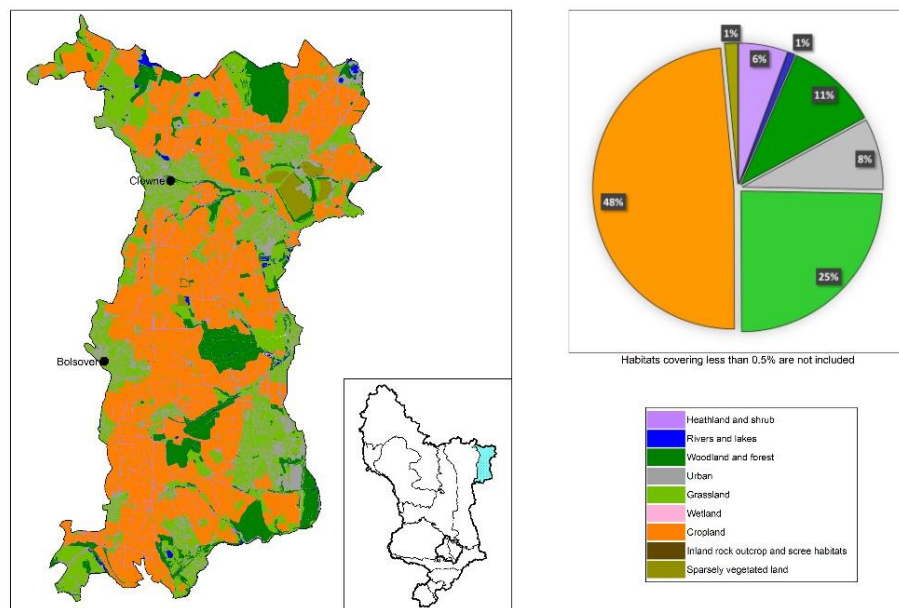 Clowne
Bolsover
1%
6%
1%
11%
8%
25%
48%
Habitats covering less than 0.5% are not included
Heathland and shrub
Rivers and lakes
Woodland and forest
Urban
Grassland
Wetland
Cropland
Inland rock outcrop and scree habitats
Sparsely vegetated land